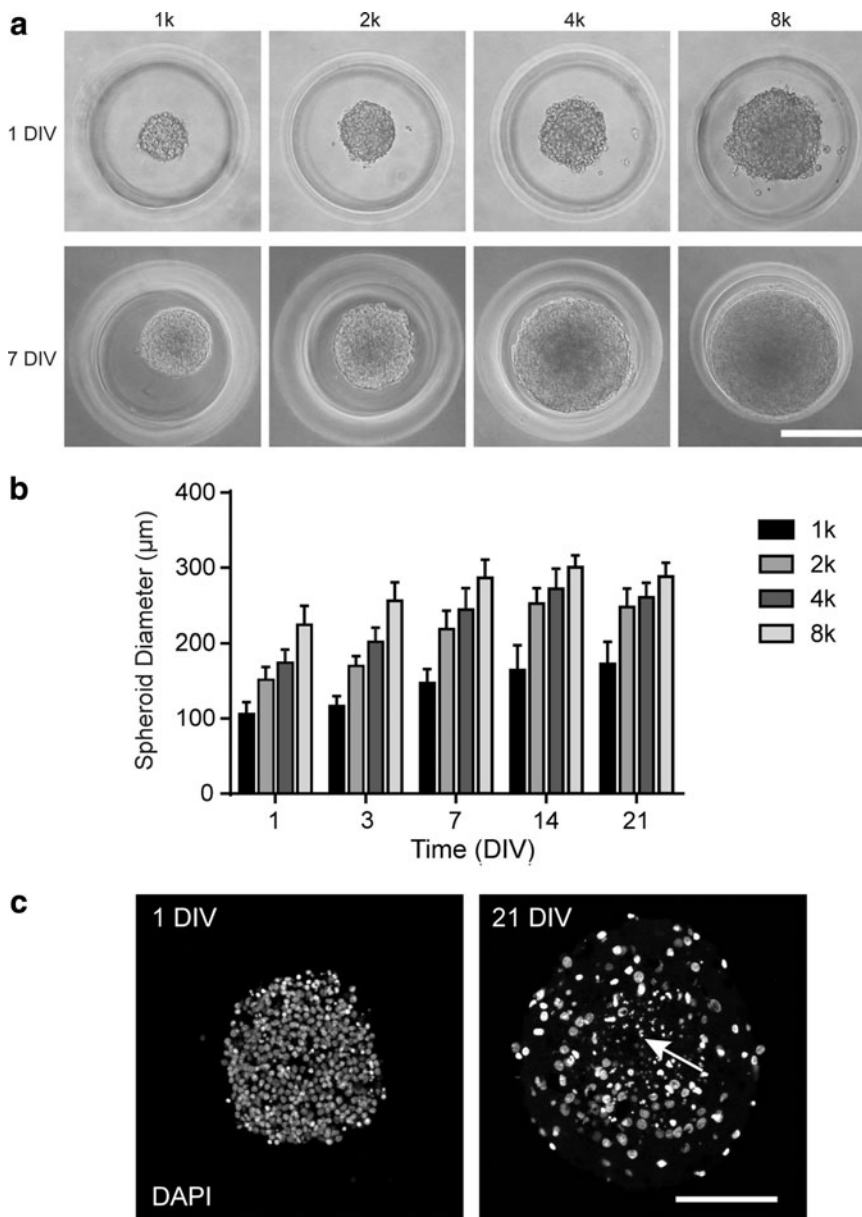 a
1k 2k 4k 8k
1 DIV
7 DIV
b
Spheroid Diameter (µm)
400
300
200
100
0
1 3 7 14 21
Time (DIV)
1k
2k
4k
8k
c
1 DIV
21 DIV
DAPI